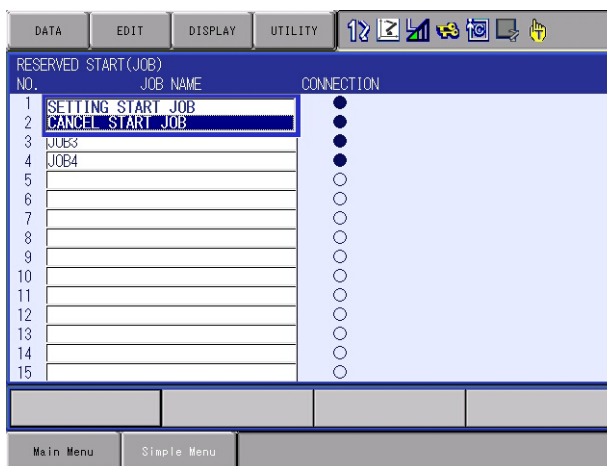 DATA EDIT DISPLAY UTILITY
RESERVED START(JOB)
NO. JOB NAME CONNECTION
1 SETTING START JOB
2 CANCEL START JOB
3 JOB3
4 JOB4
5
6
7
8
9
10
11
12
13
14
15
Main Menu Simple Menu